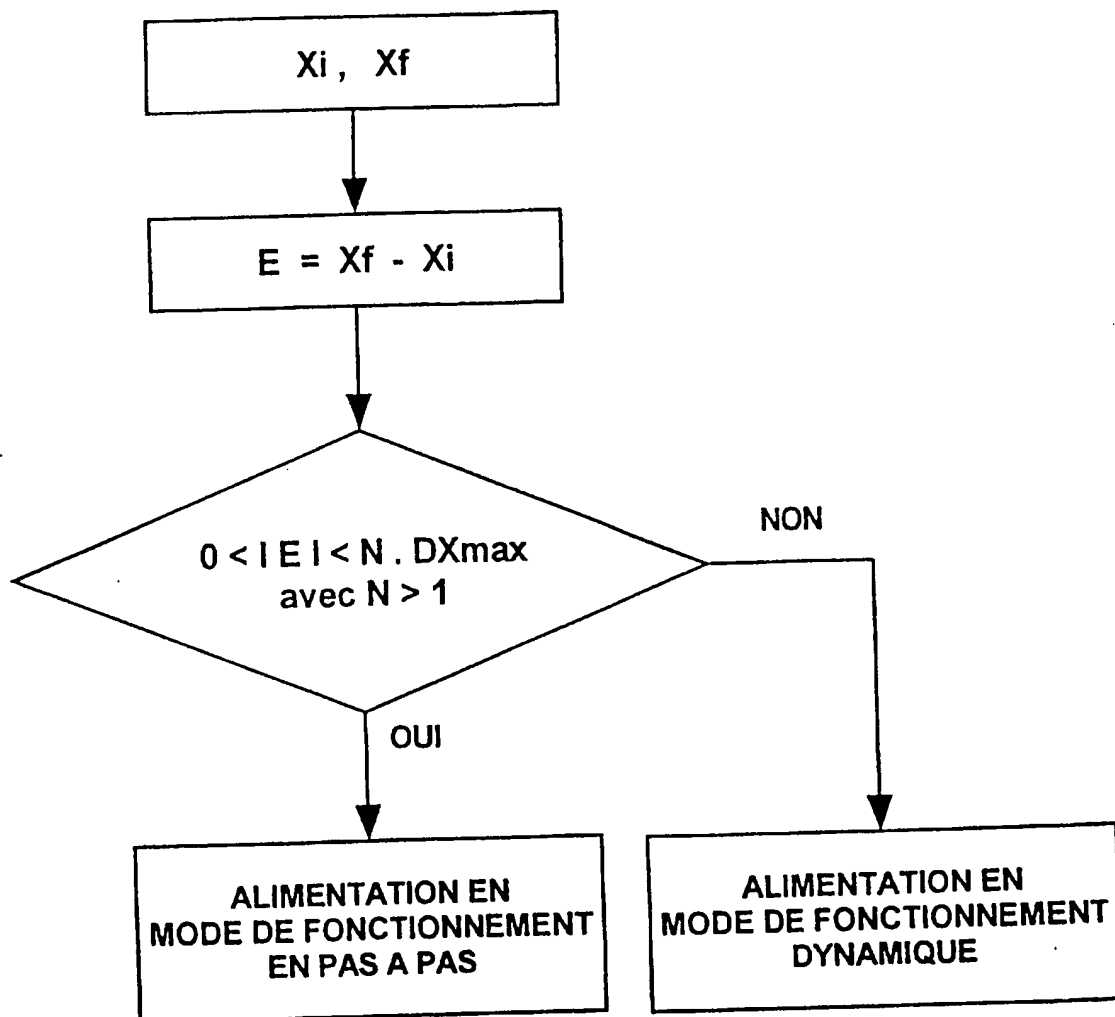 Xi , Xf
E = Xf - Xi
0 < I E I < N . DXmax
avec N > 1
NON
OUI
ALIMENTATION EN
MODE DE FONCTIONNEMENT
EN PAS A PAS
ALIMENTATION EN
MODE DE FONCTIONNEMENT
DYNAMIQUE